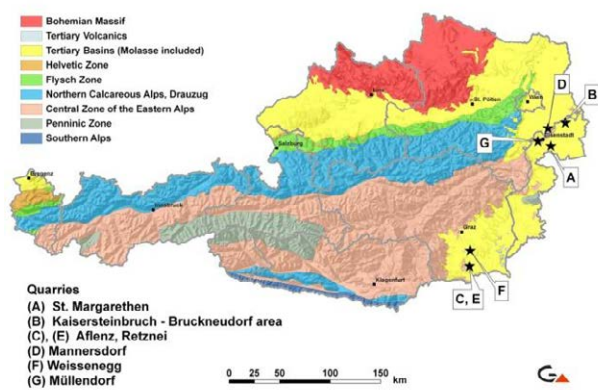 Bohemian Massif
Tertiary Volcanics
Tertiary Basins (Molasse included)
Helvetic Zone
Flysch Zone
Northern Calcareous Alps, Drauzug
Central Zone of the Eastern Alps
Penninic Zone
Southern Alps
D
B
St. Pölten
G
Salzburg
A
Bregenz
Innsbruck
Graz
Klagenfurt
F
C, E
Quarries
(A) St. Margarethen
(B) Kaisersteinbruch - Bruckneudorf area
(C), (E) Aflenz, Retznei
(D) Mannersdorf
(F) Weissenegg
(G) Müllendorf
0 25 50 100 150
km